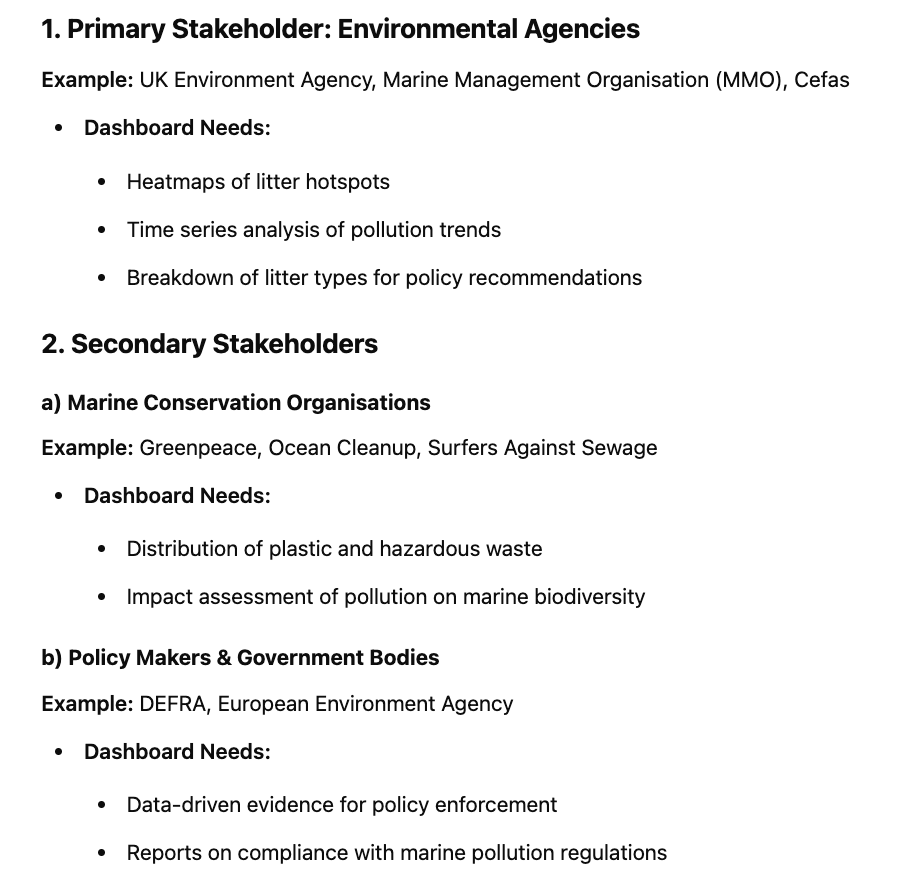 1. Primary Stakeholder: Environmental Agencies
Example: UK Environment Agency, Marine Management Organisation (MMO), Cefas
• Dashboard Needs:
• Heatmaps of litter hotspots
• Time series analysis of pollution trends
• Breakdown of litter types for policy recommendations
2. Secondary Stakeholders
a) Marine Conservation Organisations
Example: Greenpeace, Ocean Cleanup, Surfers Against Sewage
• Dashboard Needs:
• Distribution of plastic and hazardous waste
• Impact assessment of pollution on marine biodiversity
b) Policy Makers & Government Bodies
Example: DEFRA, European Environment Agency
• Dashboard Needs:
• Data-driven evidence for policy enforcement
• Reports on compliance with marine pollution regulations